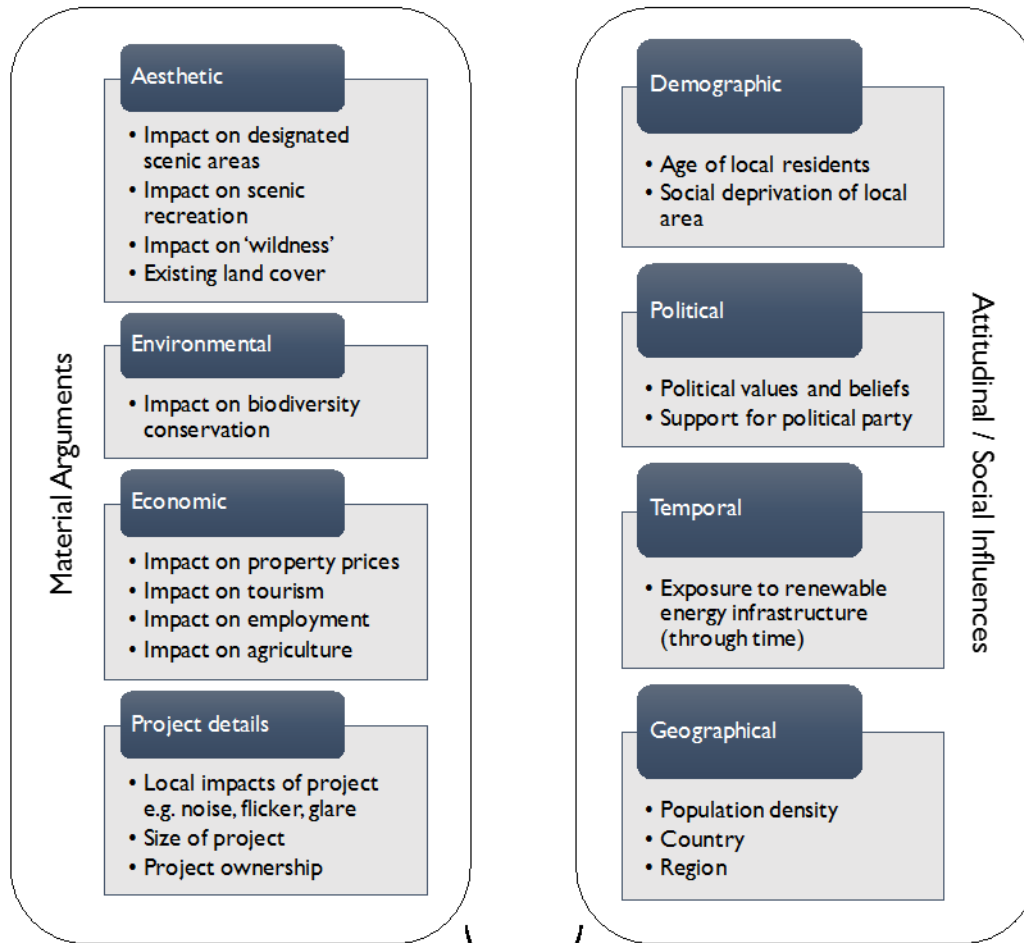 Material Arguments
Aesthetic
• Impact on designated
scenic areas
• Impact on scenic
recreation
• Impact on ‘wildness’
• Existing land cover
Environmental
• Impact on biodiversity
conservation
Economic
• Impact on property prices
• Impact on tourism
• Impact on employment
• Impact on agriculture
Project details
• Local impacts of project
e.g. noise, flicker, glare
• Size of project
• Project ownership
Attitudinal / Social Influences
Demographic
• Age of local residents
• Social deprivation of local
area
Political
• Political values and beliefs
• Support for political party
Temporal
• Exposure to renewable
energy infrastructure
(through time)
Geographical
• Population density
• Country
• Region